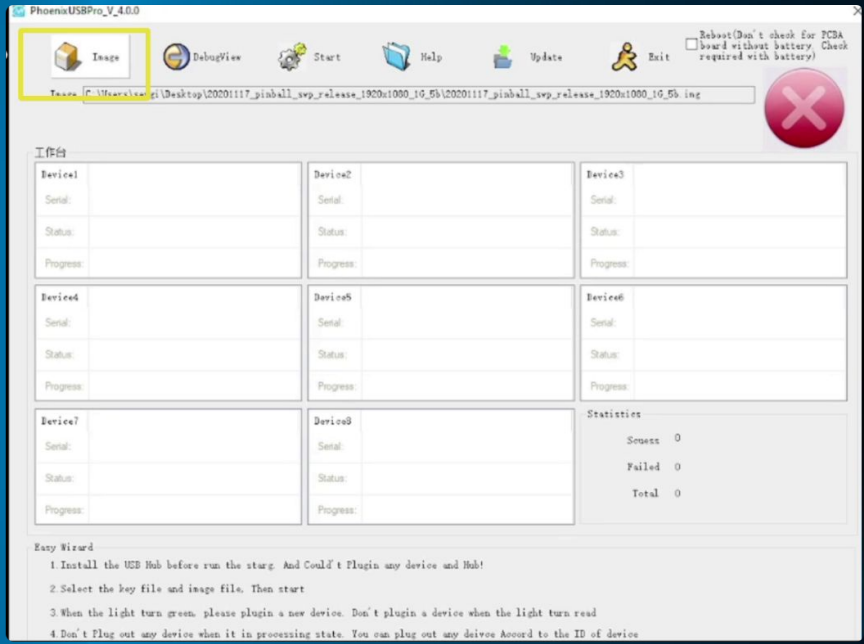 PhoenixUSBPro_V_4.0.0
Image DebugView Start Help Update Exit
Reboot(Don't check for PCBA
board without battery, Check
required with battery)
Image C:\Users\sevgi\Desktop\20201117_pinball_svp_release_1920x1080_1G_5b\20201117_pinball_svp_release_1920x1080_1G_5b.img
工作台
Device1 Device2 Device3
Serial: Serial: Serial:
Status: Status: Status:
Progress: Progress: Progress:
Device4 Device5 Device6
Serial: Serial: Serial:
Status: Status: Status:
Progress: Progress: Progress:
Device7 Device8 Statistics
Serial: Serial: Scuess 0
Status: Status: Failed 0
Progress: Progress: Total 0
Easy Wizard
1.Install the USB Hub before run the starg. And Could't Plugin any device and Hub!
2.Select the key file and image file, Then start
3.When the light turn green, please plugin a new device. Don't plugin a device when the light turn read
4.Don't Plug out any device when it in processing state. You can plug out any deivce Accord to the ID of device